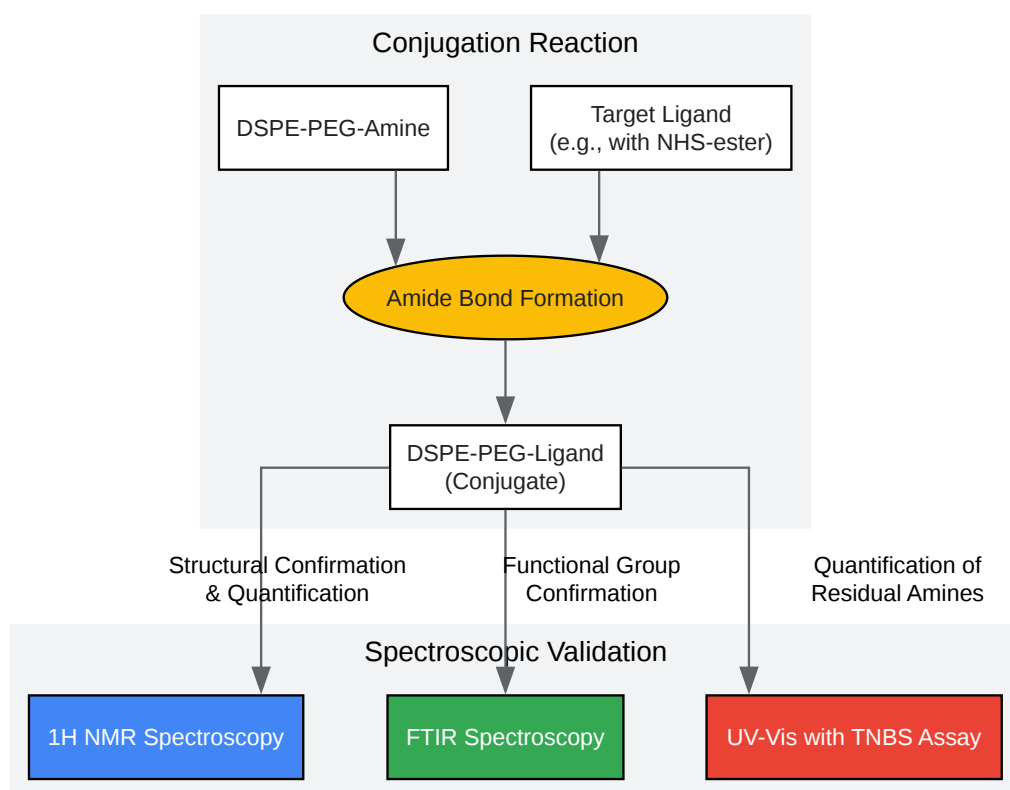 Conjugation Reaction
DSPE-PEG-Amine
Target Ligand
(e.g., with NHS-ester)
Amide Bond Formation
DSPE-PEG-Ligand
(Conjugate)
Structural Confirmation
& Quantification
Functional Group
Confirmation
Quantification of
Residual Amines
Spectroscopic Validation
1H NMR Spectroscopy
FTIR Spectroscopy
UV-Vis with TNBS Assay